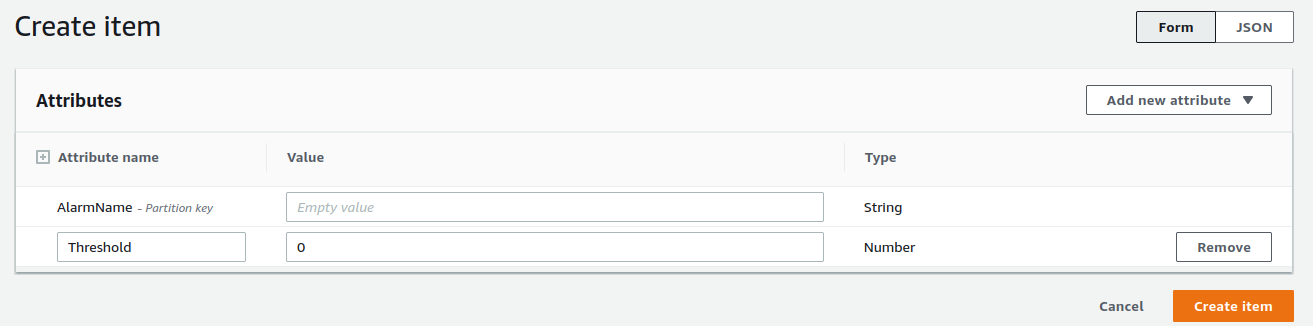 Create item
Form JSON
Attributes
Add new attribute
Attribute name Value Type
AlarmName - Partition key Empty value String
Threshold 0 Number Remove
Cancel Create item